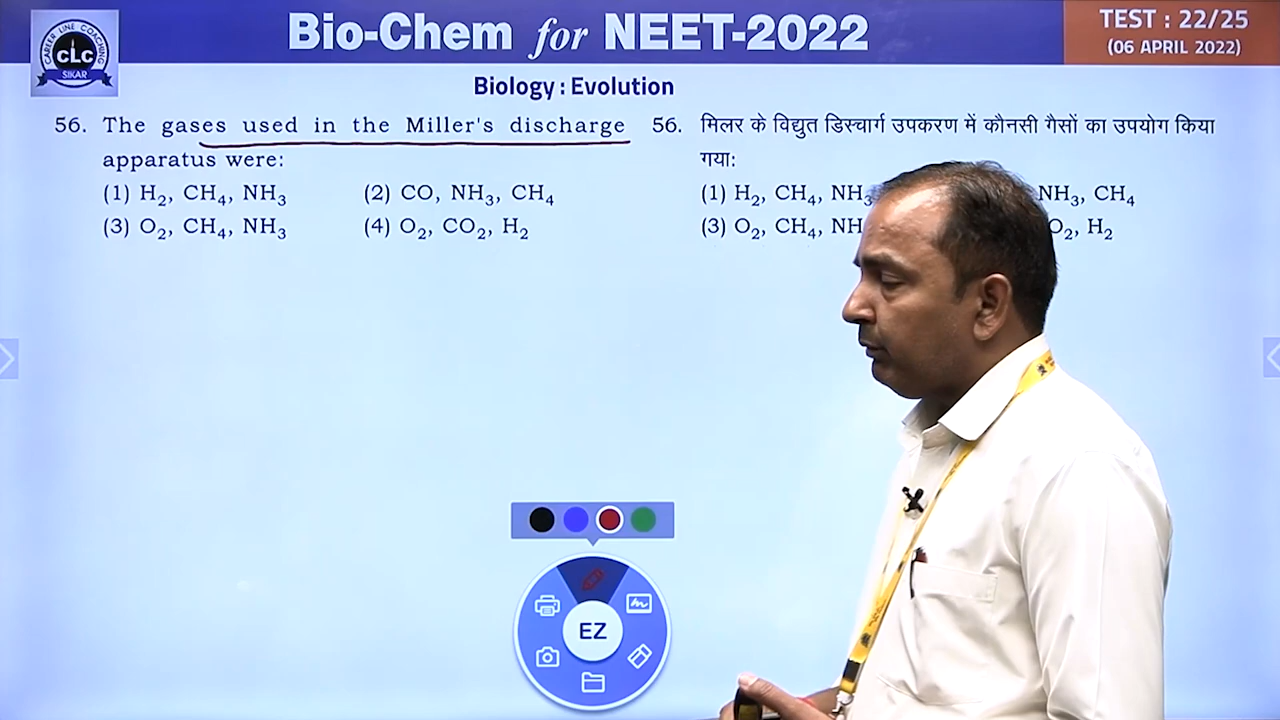 Bio-Chem for NEET-2022
TEST : 22/25
(06 APRIL 2022)
CAREER LINE COACHING
CLC
SIKAR
Biology : Evolution
56. The gases used in the Miller's discharge
apparatus were:
(1) H₂, CH₄, NH₃ (2) CO, NH₃, CH₄
(3) O₂, CH₄, NH₃ (4) O₂, CO₂, H₂
56. मिलर के विद्युत डिस्चार्ग उपकरण में कौनसी गैसों का उपयोग किया
गया:
(1) H₂, CH₄, NH₃ NH₃, CH₄
(3) O₂, CH₄, NH O₂, H₂
EZ